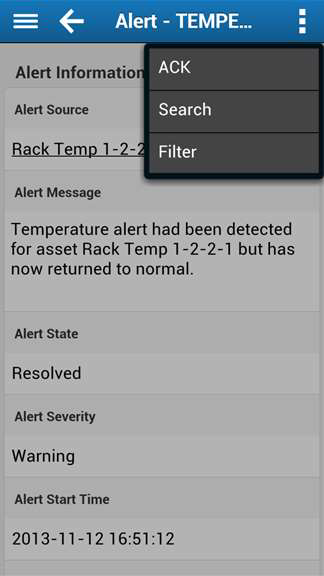 Alert - TEMPE...
ACK
Search
Filter
Alert Information
Alert Source
Rack Temp 1-2-2
Alert Message
Temperature alert had been detected
for asset Rack Temp 1-2-2-1 but has
now returned to normal.
Alert State
Resolved
Alert Severity
Warning
Alert Start Time
2013-11-12 16:51:12